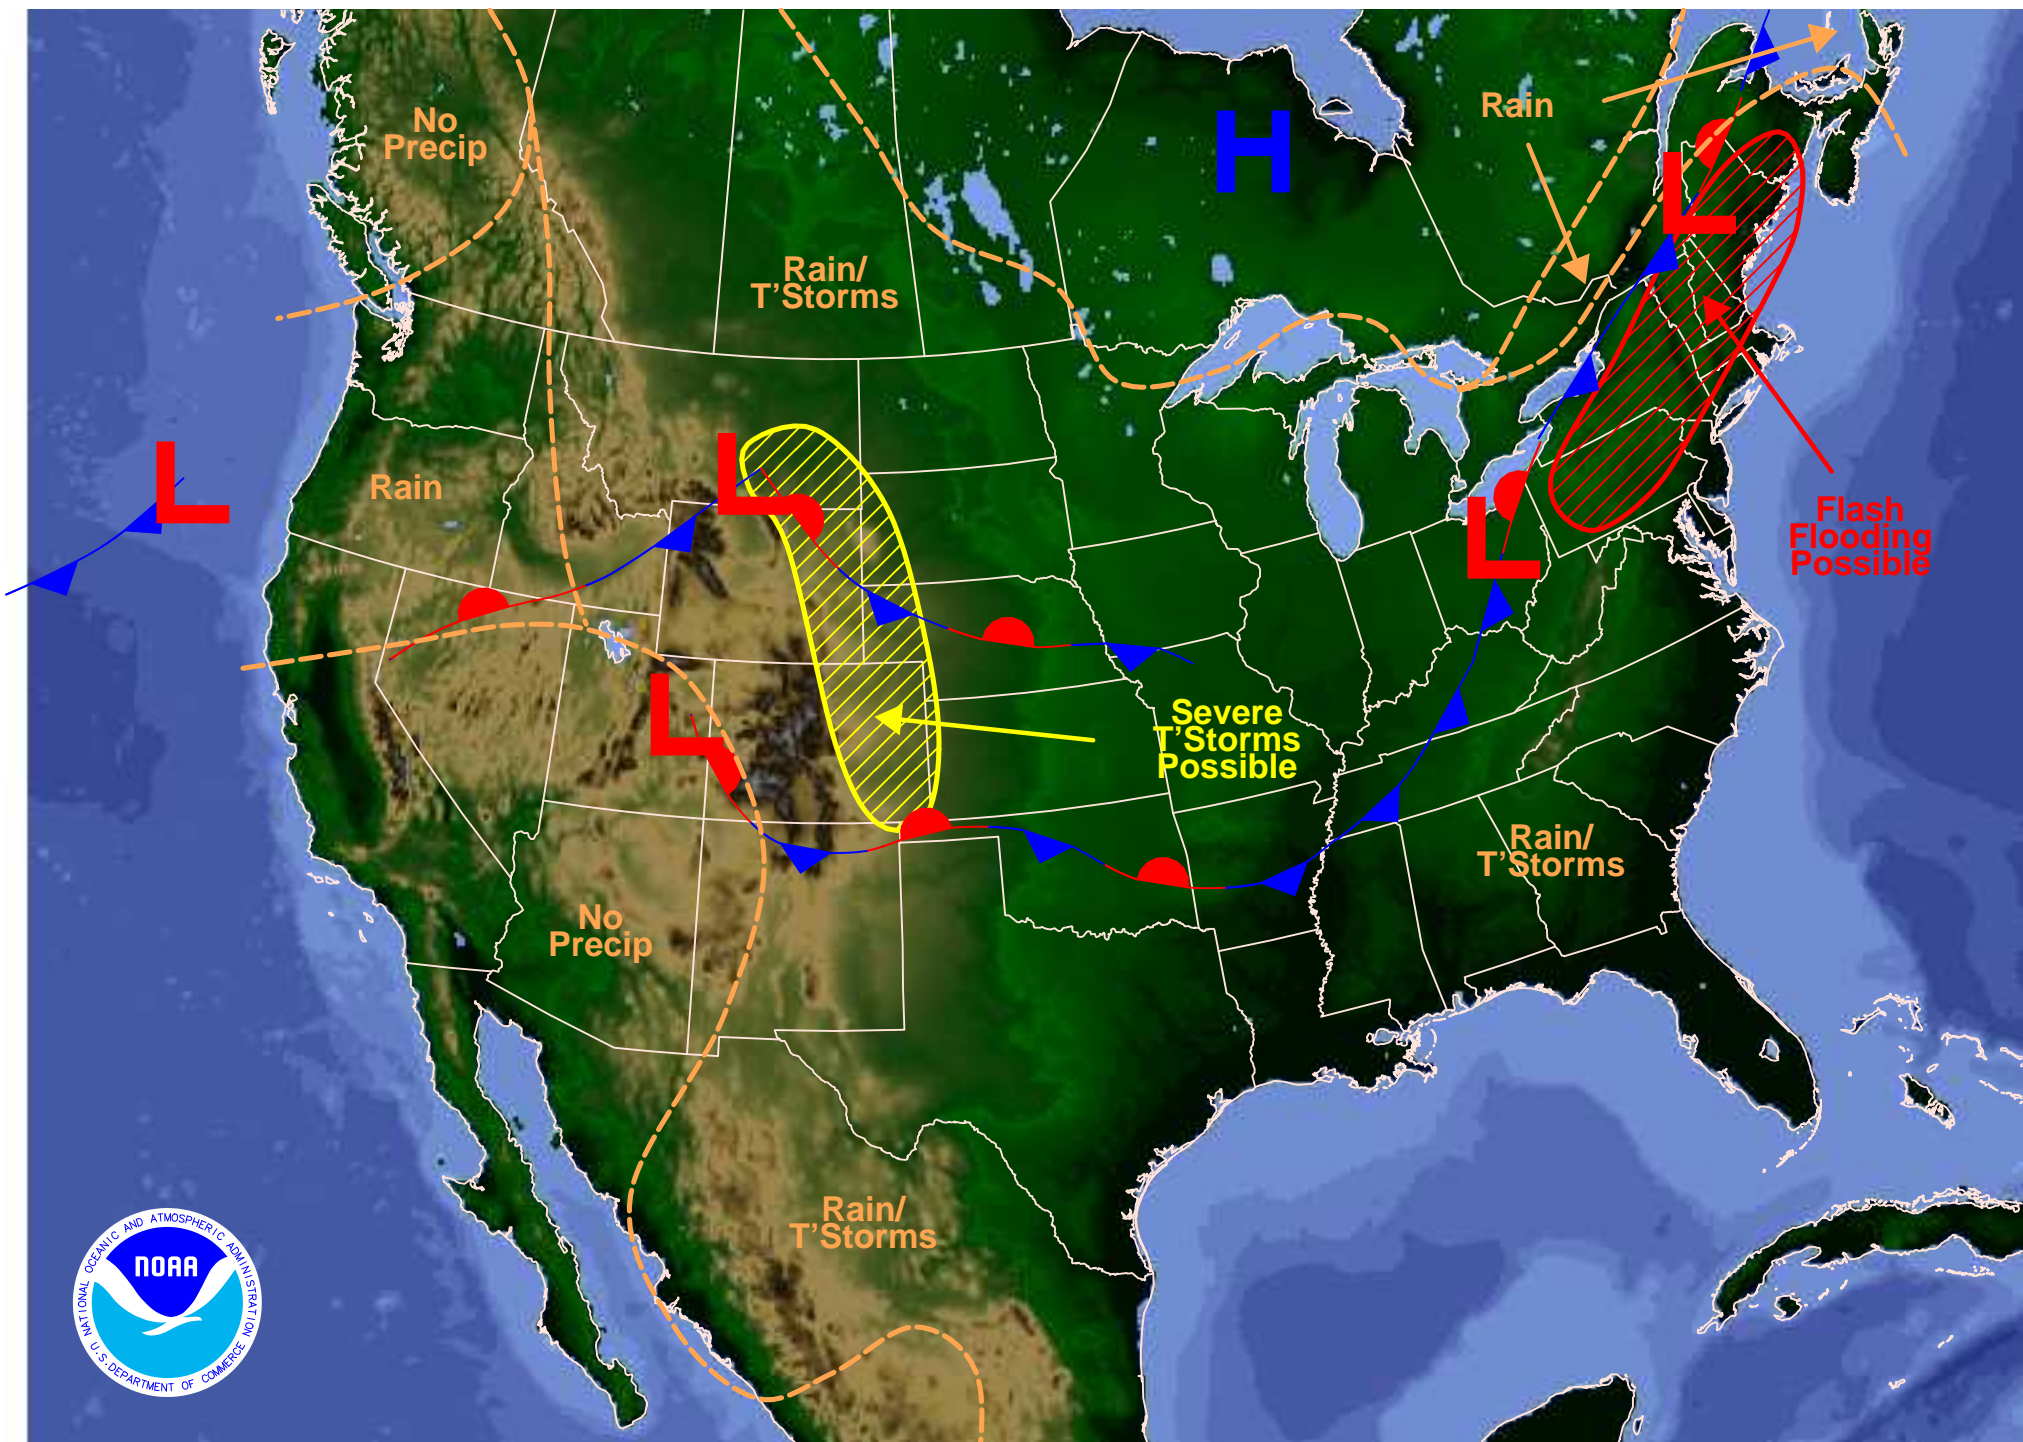 No
Precip
Rain
H
L
Rain/
T'Storms
L
L
Rain
L
Flash
Flooding
Possible
L
L
Severe
T'Storms
Possible
Rain/
T'Storms
No
Precip
Rain/
T'Storms
NATIONAL OCEANIC AND ATMOSPHERIC ADMINISTRATION
NOAA
U.S. DEPARTMENT OF COMMERCE